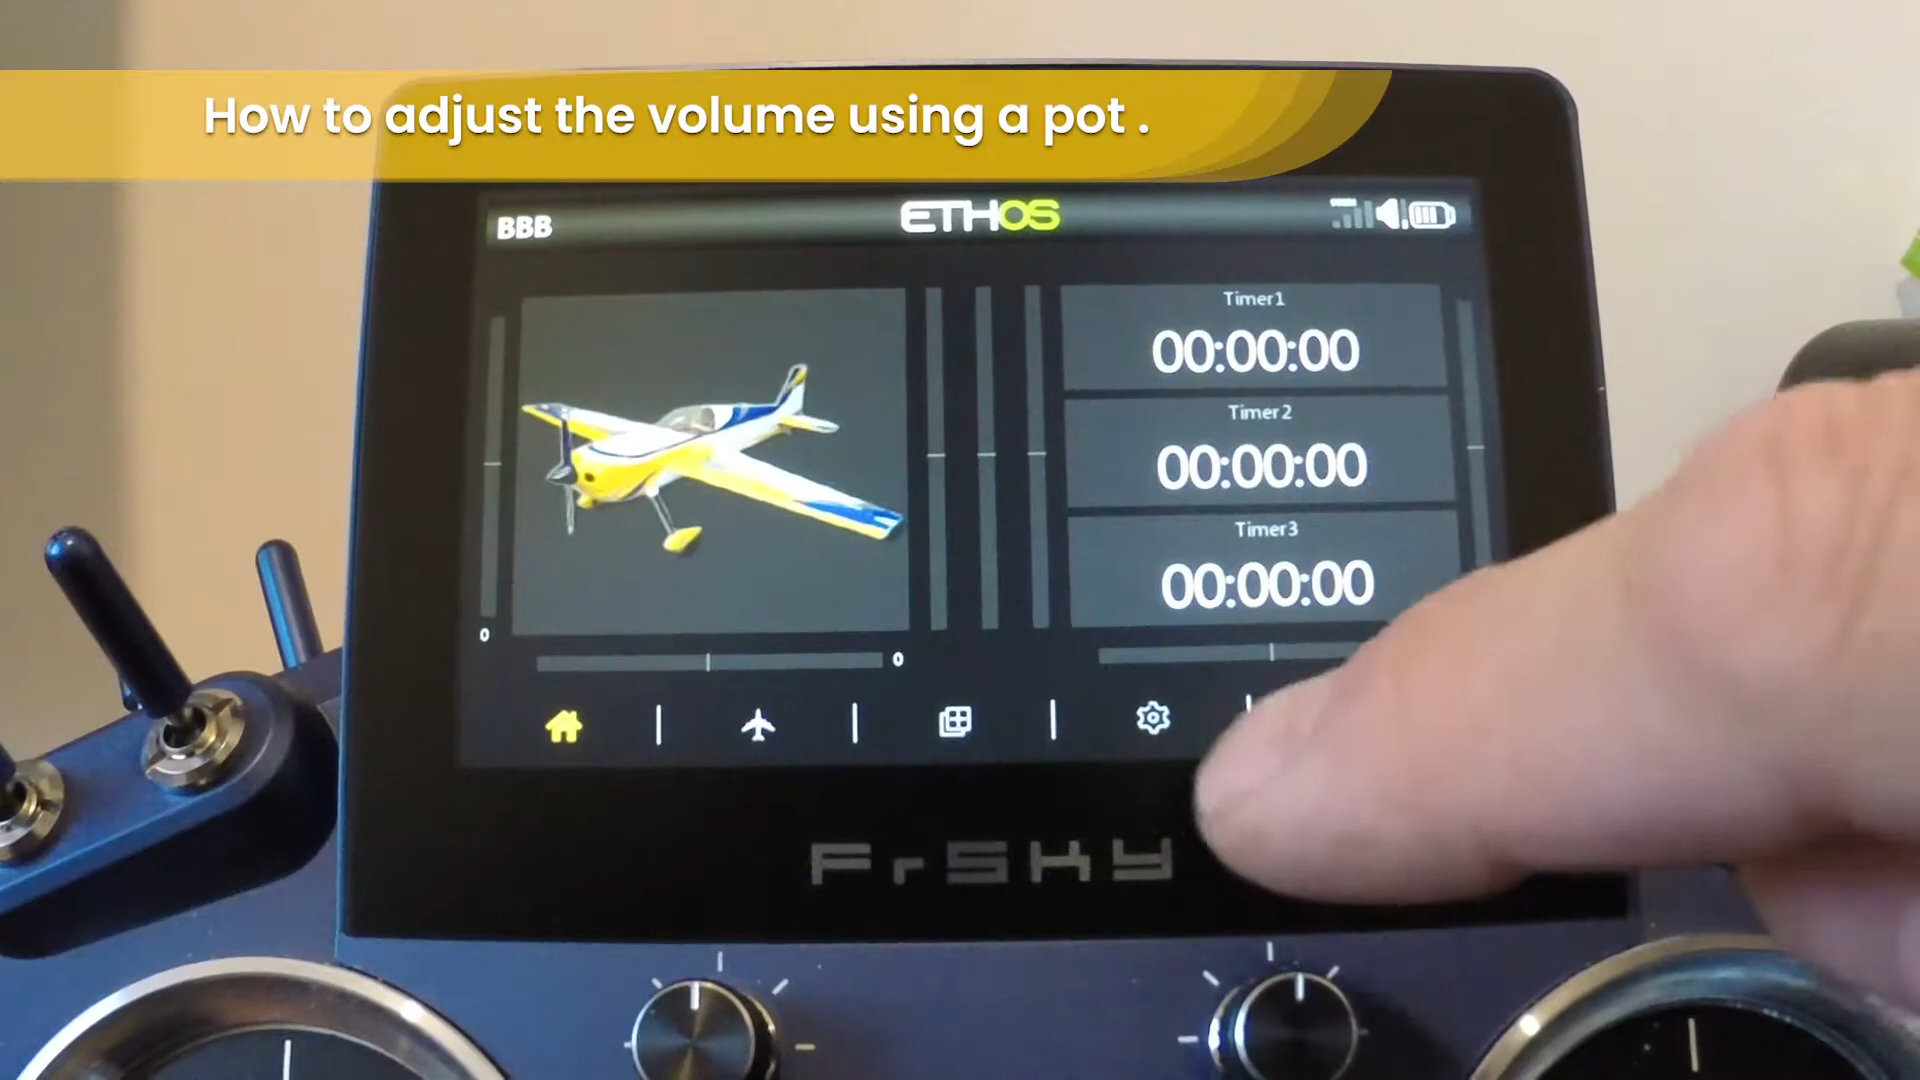 How to adjust the volume using a pot .
BBB
ETHOS
Timer1
00:00:00
Timer2
00:00:00
Timer3
00:00:00
0
0
FrSKY